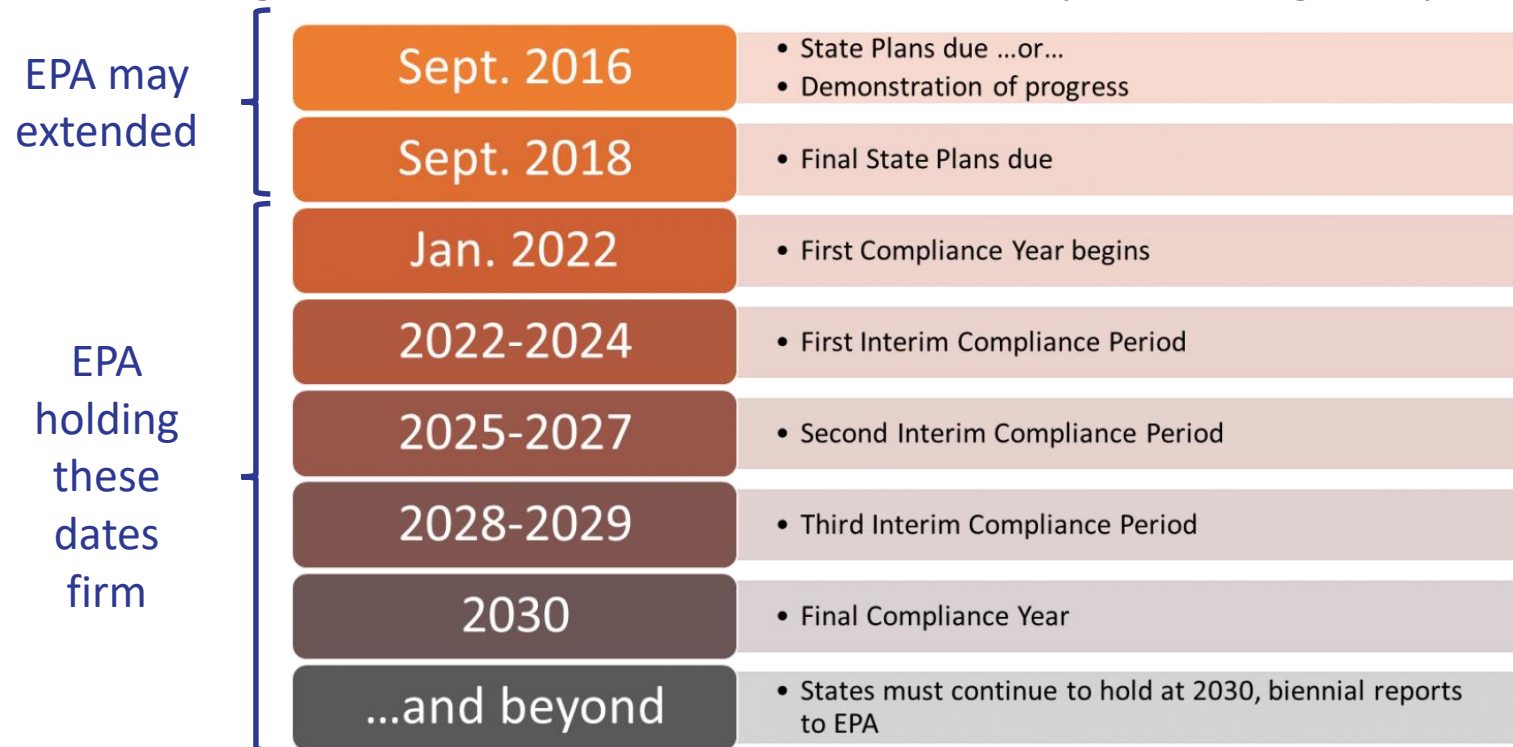 EPA may
extended
Sept. 2016
• State Plans due ...or...
• Demonstration of progress
Sept. 2018
• Final State Plans due
EPA
holding
these
dates
firm
Jan. 2022
• First Compliance Year begins
2022-2024
• First Interim Compliance Period
2025-2027
• Second Interim Compliance Period
2028-2029
• Third Interim Compliance Period
2030
• Final Compliance Year
...and beyond
• States must continue to hold at 2030, biennial reports
to EPA